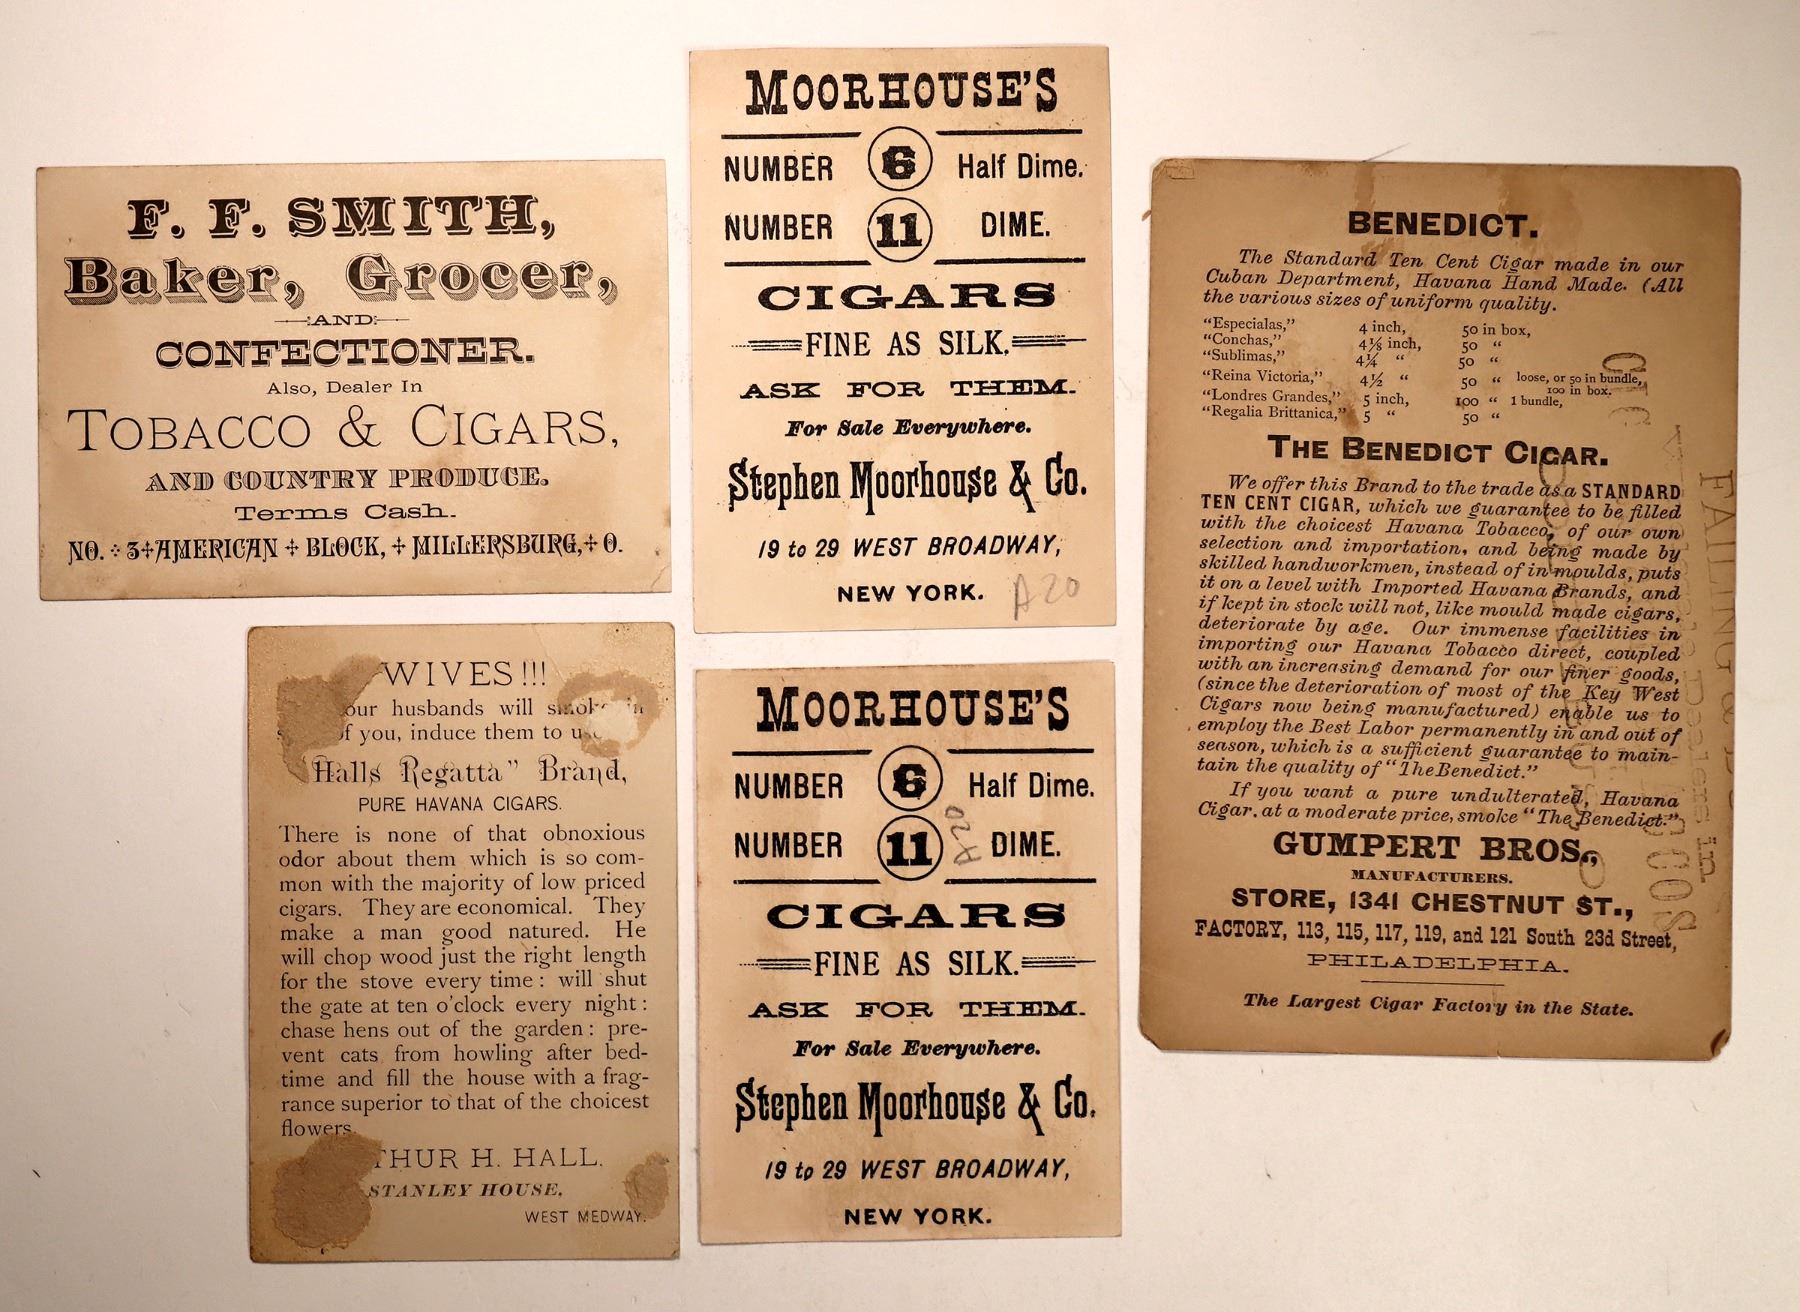 F. F. SMITH,
Baker, Grocer,
AND
CONFECTIONER.
Also, Dealer In
TOBACCO & CIGARS,
AND COUNTRY PRODUCE.
Terms Cash.
NO. 3 AMERICAN BLOCK, MILLERSBURG, O.
MOORHOUSE'S
NUMBER 6 Half Dime.
NUMBER 11 DIME.
CIGARS
FINE AS SILK.
ASK FOR THEM.
For Sale Everywhere.
Stephen Moorhouse & Co.
19 to 29 WEST BROADWAY,
NEW YORK.
A20
BENEDICT.
The Standard Ten Cent Cigar made in our
Cuban Department, Havana Hand Made. (All
the various sizes of uniform quality.
"Especialas," 4 inch, 50 in box,
"Conchas," 4⅛ inch, 50 "
"Sublimas," 4¼ " 50 "
"Reina Victoria," 4½ " 50 " loose, or 50 in bundle,
100 in box.
"Londres Grandes," 5 inch, 100 " 1 bundle,
"Regalia Brittanica," 5 " 50 "
THE BENEDICT CIGAR.
We offer this Brand to the trade as a STANDARD
TEN CENT CIGAR, which we guarantee to be filled
with the choicest Havana Tobacco, of our own
selection and importation, and being made by
skilled handworkmen, instead of in moulds, puts
it on a level with Imported Havana Brands, and
if kept in stock will not, like mould made cigars,
deteriorate by age. Our immense facilities in
importing our Havana Tobacco direct, coupled
with an increasing demand for our finer goods,
(since the deterioration of most of the Key West
Cigars now being manufactured) enable us to
employ the Best Labor permanently in and out of
season, which is a sufficient guarantee to main-
tain the quality of "The Benedict."
If you want a pure undulterated, Havana
Cigar. at a moderate price, smoke "The Benedict."
GUMPERT BROS.,
MANUFACTURERS.
STORE, 1341 CHESTNUT ST.,
FACTORY, 113, 115, 117, 119, and 121 South 23d Street,
PHILADELPHIA.
The Largest Cigar Factory in the State.
FAILING &
Dealers in
WIVES!!!
our husbands will smoke in
of you, induce them to
"Halls Regatta" Brand,
PURE HAVANA CIGARS.
There is none of that obnoxious
odor about them which is so com-
mon with the majority of low priced
cigars. They are economical. They
make a man good natured. He
will chop wood just the right length
for the stove every time: will shut
the gate at ten o'clock every night:
chase hens out of the garden: pre-
vent cats from howling after bed-
time and fill the house with a frag-
rance superior to that of the choicest
flowers.
THUR H. HALL.
STANLEY HOUSE,
WEST MEDWAY.
MOORHOUSE'S
NUMBER 6 Half Dime.
NUMBER 11 DIME.
A20
CIGARS
FINE AS SILK.
ASK FOR THEM.
For Sale Everywhere.
Stephen Moorhouse & Co.
19 to 29 WEST BROADWAY,
NEW YORK.